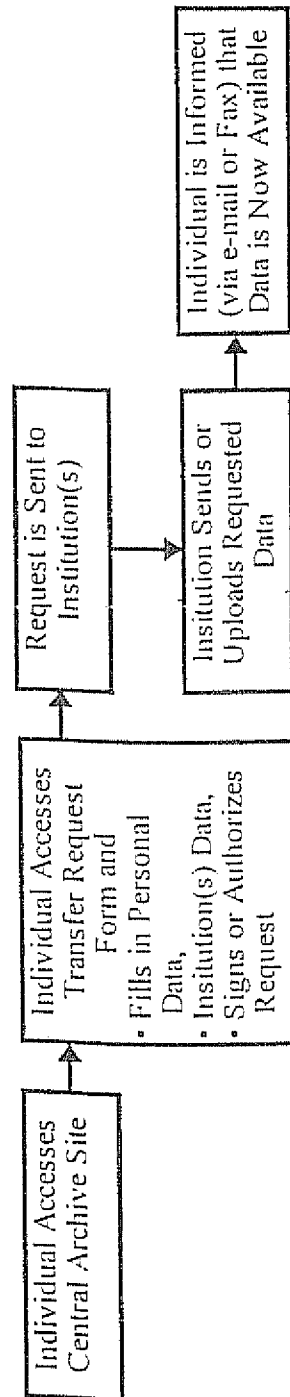 Individual Accesses
Central Archive Site
Individual Accesses
Transfer Request
Form and
• Fills in Personal
Data,
• Insitution(s) Data,
• Signs or Authorizes
Request
Request is Sent to
Institution(s)
Insitution Sends or
Uploads Requested
Data
Individual is Informed
(via e-mail or Fax) that
Data is Now Available